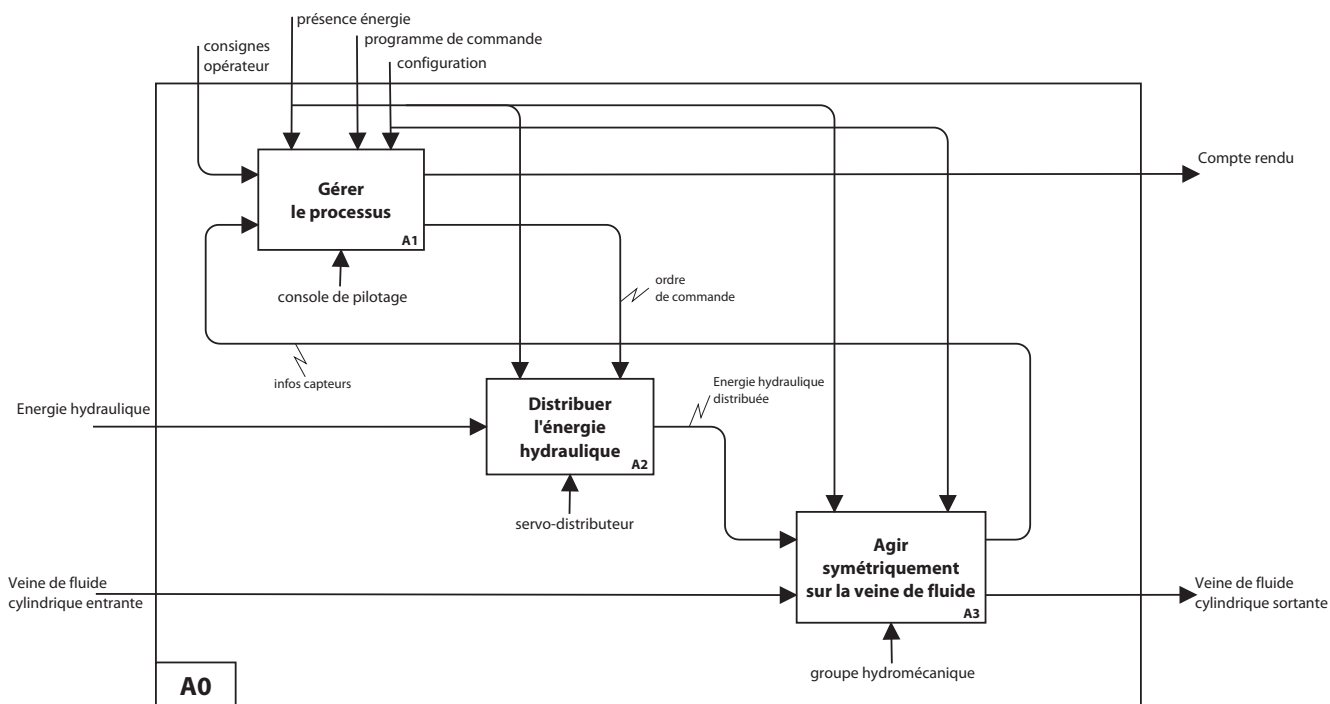 présence énergie
programme de commande
consignes
opérateur
configuration
Compte rendu
Gérer
le processus
A1
console de pilotage
ordre
de commande
infos capteurs
Energie hydraulique
Distribuer
l'énergie
hydraulique
A2
Energie hydraulique
distribuée
servo-distributeur
Agir
symétriquement
sur la veine de fluide
A3
Veine de fluide
cylindrique entrante
Veine de fluide
cylindrique sortante
groupe hydromécanique
A0